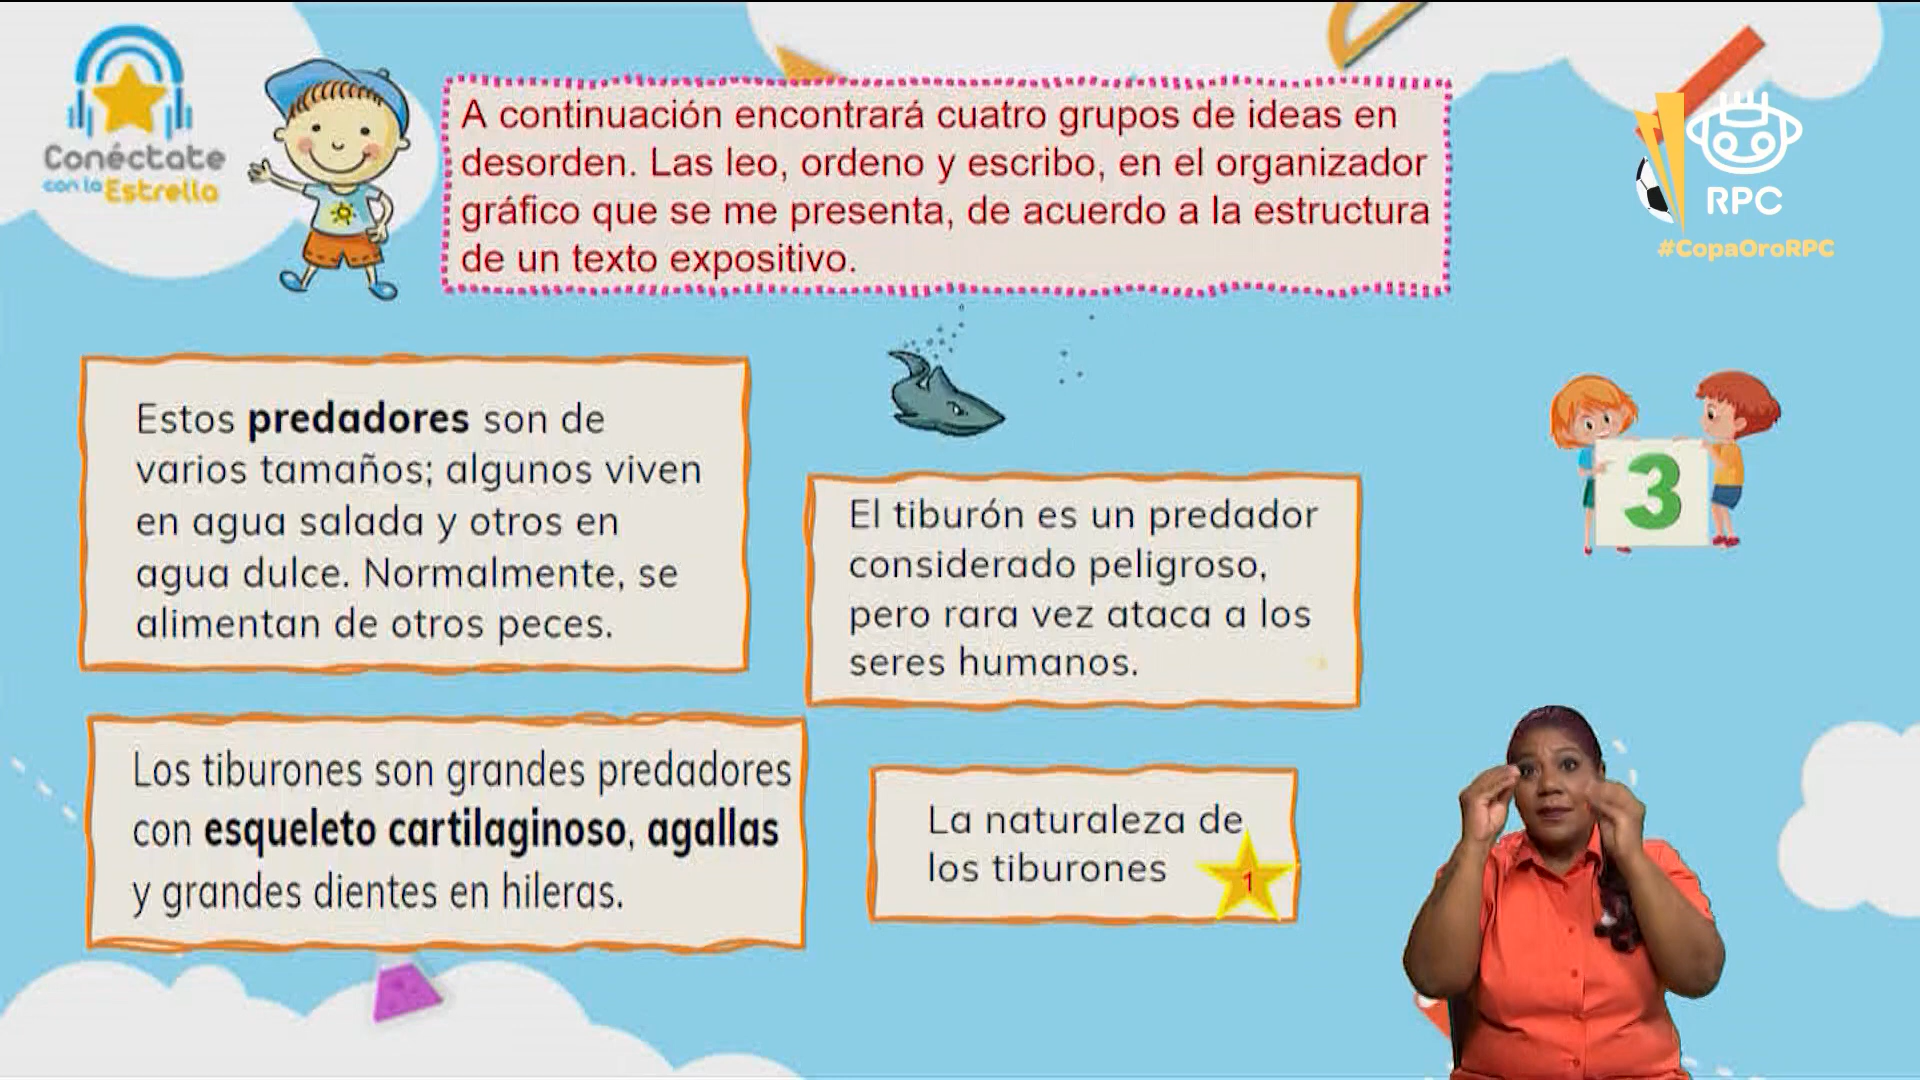 Conéctate
con la Estrella
A continuación encontrará cuatro grupos de ideas en
desorden. Las leo, ordeno y escribo, en el organizador
gráfico que se me presenta, de acuerdo a la estructura
de un texto expositivo.
RPC
#CopaOroRPC
Estos predadores son de
varios tamaños; algunos viven
en agua salada y otros en
agua dulce. Normalmente, se
alimentan de otros peces.
El tiburón es un predador
considerado peligroso,
pero rara vez ataca a los
seres humanos.
3
Los tiburones son grandes predadores
con esqueleto cartilaginoso, agallas
y grandes dientes en hileras.
La naturaleza de
los tiburones
1